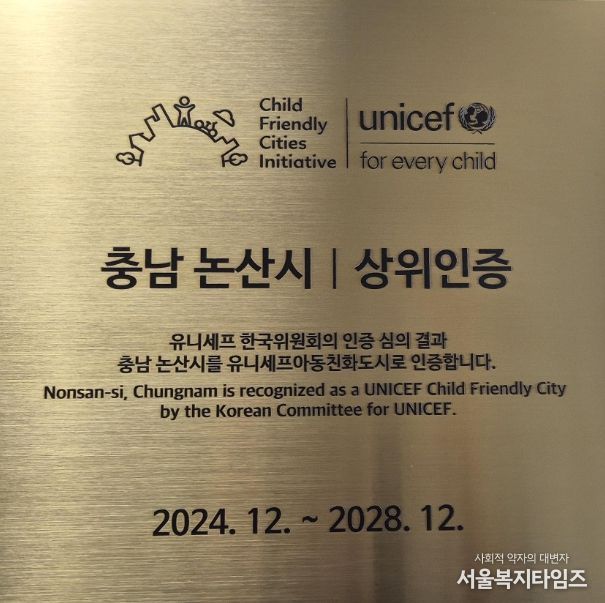 Child
Friendly
Cities
Initiative
unicef
for every child
충남 논산시 | 상위인증
유니세프 한국위원회의 인증 심의 결과
충남 논산시를 유니세프아동친화도시로 인증합니다.
Nonsan-si, Chungnam is recognized as a UNICEF Child Friendly City
by the Korean Committee for UNICEF.
2024. 12. ~ 2028. 12.
사회적 약자의 대변자
서울복지타임즈